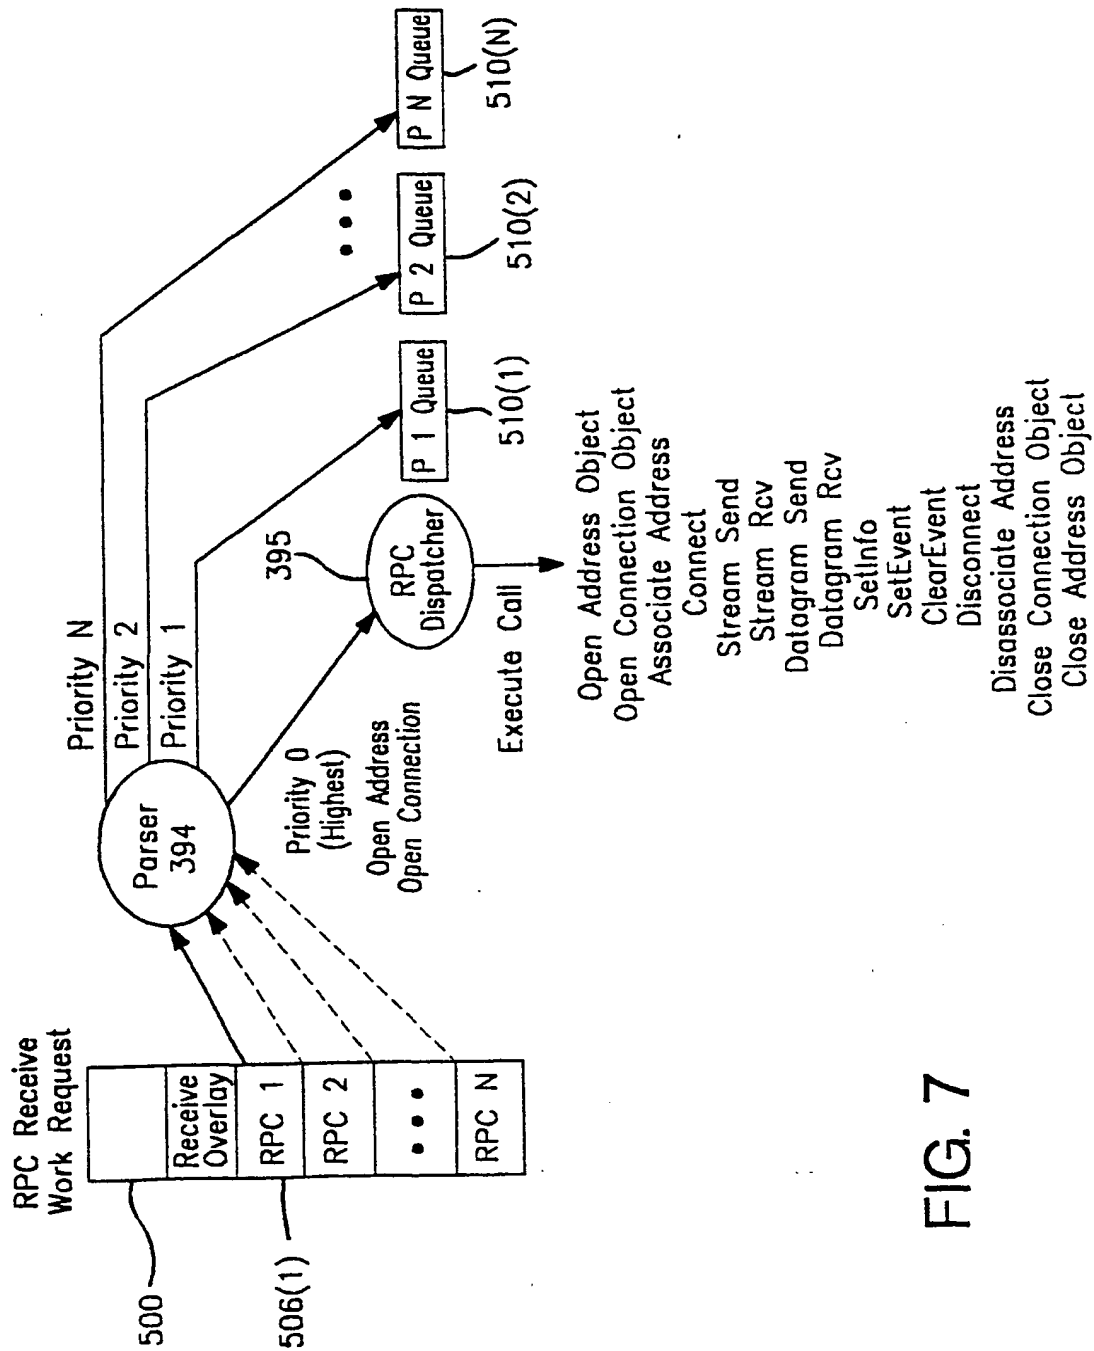 RPC Receive
Work Request
500
Receive
Overlay
506(1)
RPC 1
RPC 2
• • •
RPC N
Parser
394
Priority N
Priority 2
Priority 1
Priority 0
(Highest)
Open Address
Open Connection
395
RPC
Dispatcher
P 1 Queue
510(1)
P 2 Queue
510(2)
• • •
P N Queue
510(N)
Execute Call
Open Address Object
Open Connection Object
Associate Address
Connect
Stream Send
Stream Rcv
Datagram Send
Datagram Rcv
SetInfo
SetEvent
ClearEvent
Disconnect
Disassociate Address
Close Connection Object
Close Address Object
FIG. 7